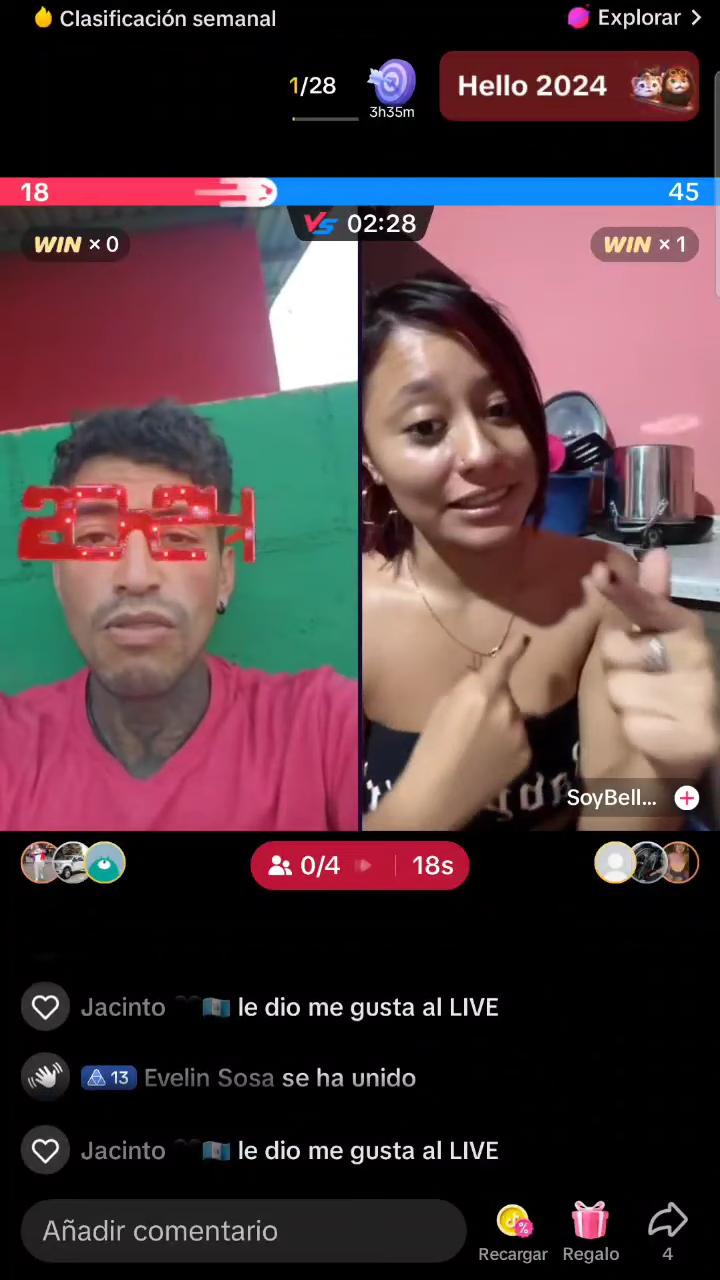 Clasificación semanal
Explorar
1/28
3h35m
Hello 2024
18
45
VS 02:28
WIN × 0
WIN × 1
2024
SoyBell...
0/4
18s
Jacinto 🖤🇬🇹 le dio me gusta al LIVE
13 Evelin Sosa se ha unido
Jacinto 🖤🇬🇹 le dio me gusta al LIVE
Añadir comentario
Recargar
Regalo
4